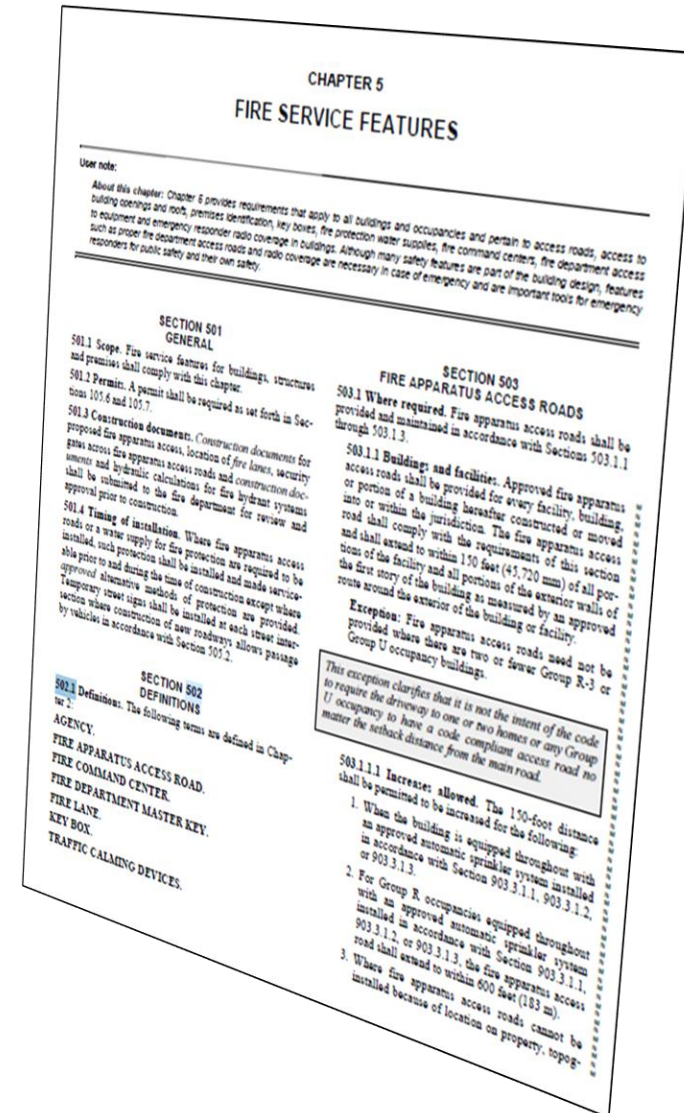 CHAPTER 5
FIRE SERVICE FEATURES
User note:
About this chapter: Chapter 5 provides requirements that apply to all buildings and occupancies and pertain to access roads, access to
building openings and roofs, premises identification, key boxes, fire protection water supplies, fire command centers, fire department access
to equipment and emergency responder radio coverage in buildings. Although many safety features are part of the building design, features
such as proper fire department access roads and radio coverage are necessary in case of emergency and are important tools for emergency
responders for public safety and their own safety.
SECTION 501
GENERAL
501.1 Scope. Fire service features for buildings, structures
and premises shall comply with this chapter.
501.2 Permits. A permit shall be required as set forth in Sec-
tions 105.6 and 105.7.
501.3 Construction documents. Construction documents for
proposed fire apparatus access, location of fire lanes, security
gates across fire apparatus access roads and construction doc-
uments and hydraulic calculations for fire hydrant systems
shall be submitted to the fire department for review and
approval prior to construction.
501.4 Timing of installation. Where fire apparatus access
roads or a water supply for fire protection are required to be
installed, such protection shall be installed and made service-
able prior to and during the time of construction except where
approved alternative methods of protection are provided.
Temporary street signs shall be installed at each street inter-
section where construction of new roadways allows passage
by vehicles in accordance with Section 505.2.
SECTION 502
DEFINITIONS
502.1 Definitions. The following terms are defined in Chap-
ter 2:
AGENCY.
FIRE APPARATUS ACCESS ROAD.
FIRE COMMAND CENTER.
FIRE DEPARTMENT MASTER KEY.
FIRE LANE.
KEY BOX.
TRAFFIC CALMING DEVICES.
SECTION 503
FIRE APPARATUS ACCESS ROADS
503.1 Where required. Fire apparatus access roads shall be
provided and maintained in accordance with Sections 503.1.1
through 503.1.3.
503.1.1 Buildings and facilities. Approved fire apparatus
access roads shall be provided for every facility, building,
or portion of a building hereafter constructed or moved
into or within the jurisdiction. The fire apparatus access
road shall comply with the requirements of this section
and shall extend to within 150 feet (45,720 mm) of all por-
tions of the facility and all portions of the exterior walls of
the first story of the building as measured by an approved
route around the exterior of the building or facility.
Exception: Fire apparatus access roads need not be
provided where there are two or fewer Group R-3 or
Group U occupancy buildings.
This exception clarifies that it is not the intent of the code
to require the driveway to one or two homes or any Group
U occupancy to have a code compliant access road no
matter the setback distance from the main road.
503.1.1.1 Increases allowed. The 150-foot distance
shall be permitted to be increased for the following:
1. When the building is equipped throughout with
an approved automatic sprinkler system installed
in accordance with Section 903.3.1.1, 903.3.1.2,
or 903.3.1.3.
2. For Group R occupancies equipped throughout
with an approved automatic sprinkler system
installed in accordance with Section 903.3.1.1,
903.3.1.2, or 903.3.1.3, the fire apparatus access
road shall extend to within 600 feet (183 m).
3. Where fire apparatus access roads cannot be
installed because of location on property, topog-